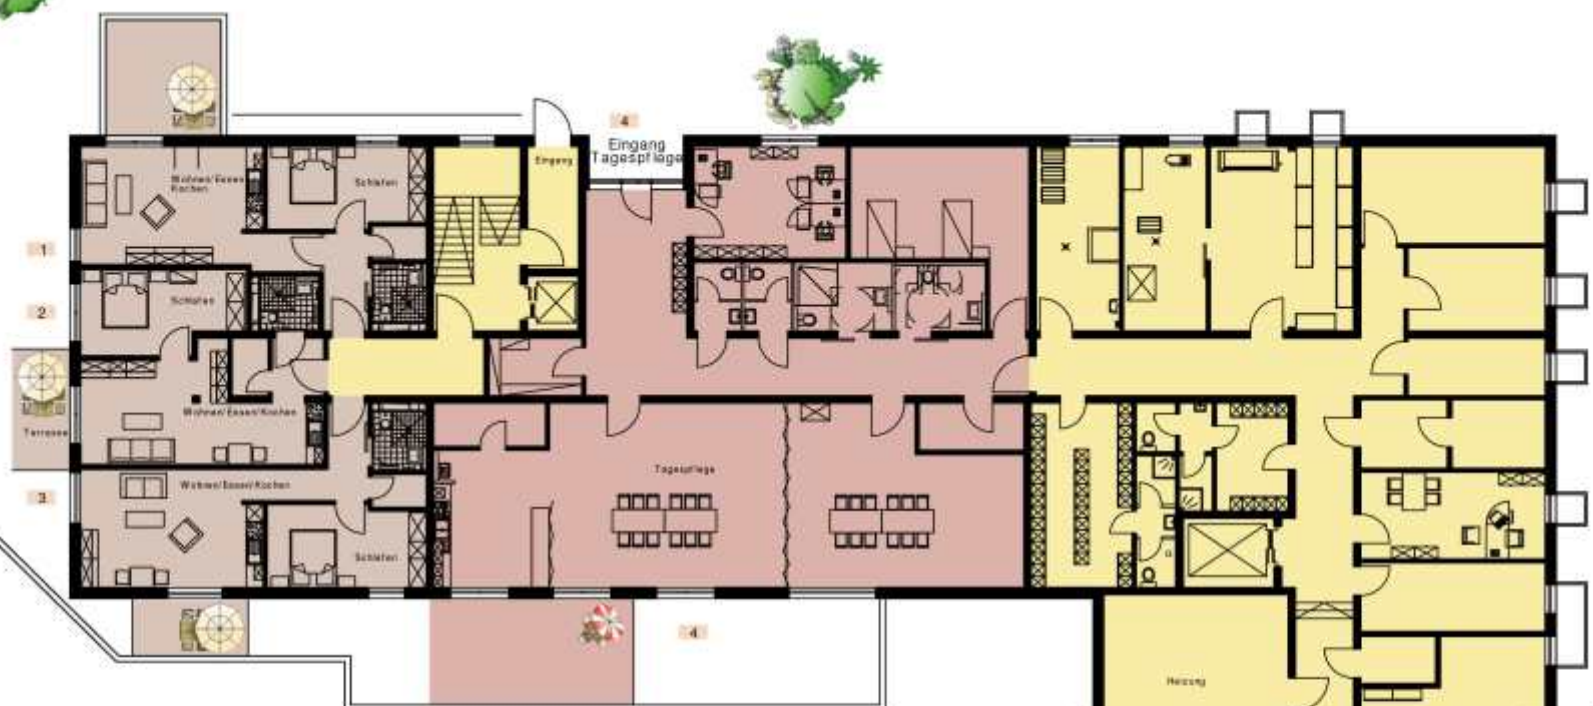 4
Eingang
Tagespflege
Eingang
Wohnen/Essen
Kochen
Schlafen
1
Schlafen
2
Wohnen/Essen/Kochen
Terrasse
Tagespflege
Wohnen/Essen/Kochen
3
Schlafen
4
Heizung